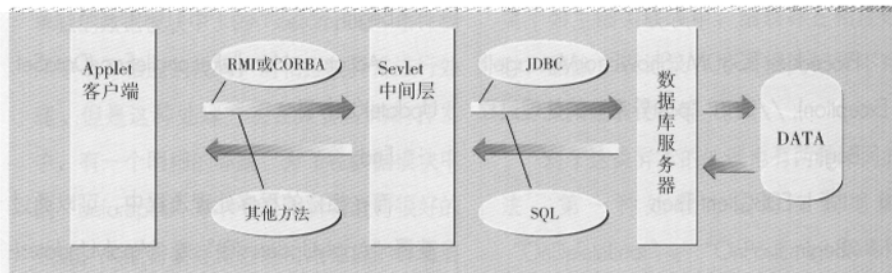 Applet
客户端
RMI或CORBA
其他方法
Sevlet
中间层
JDBC
SQL
数据库服务器
DATA